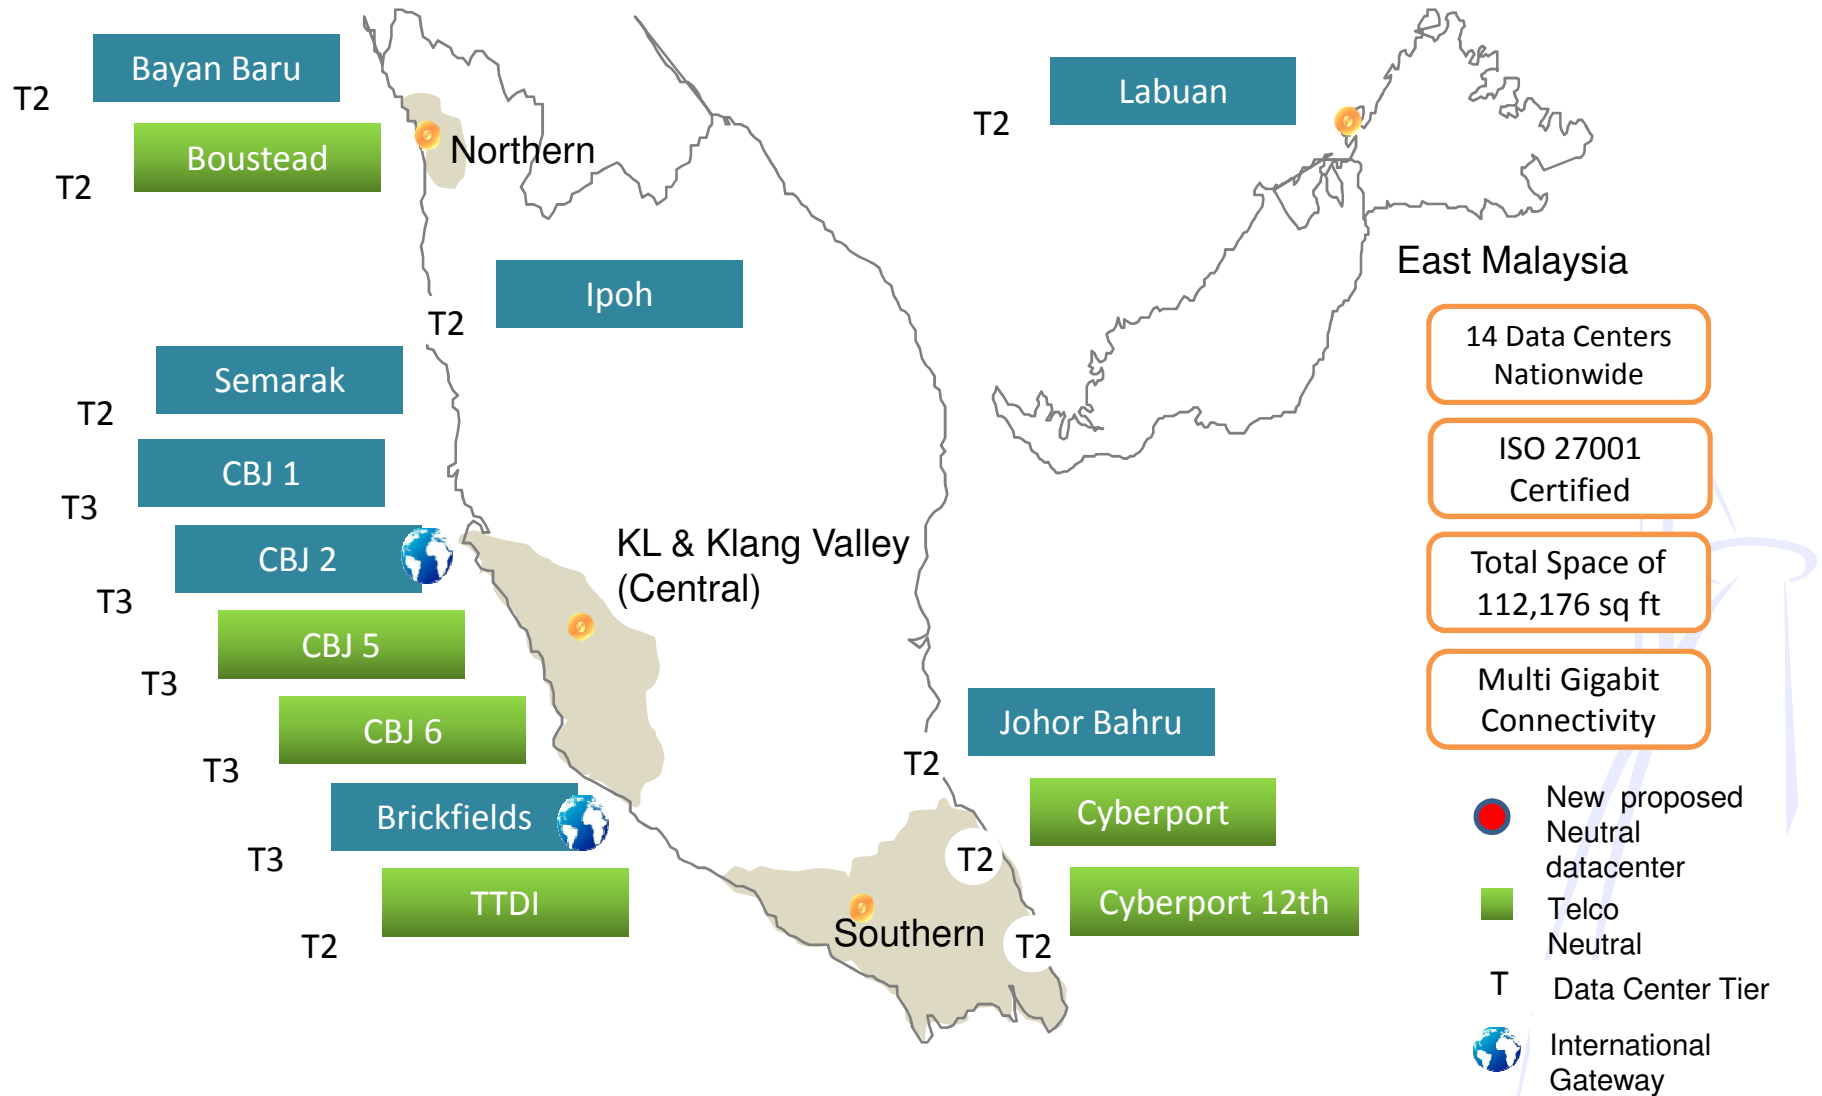 Bayan Baru
T2
Boustead
T2
Northern
Ipoh
T2
Semarak
T2
CBJ 1
T3
CBJ 2
T3
CBJ 5
T3
CBJ 6
T3
Brickfields
T3
TTDI
T2
KL & Klang Valley
(Central)
Johor Bahru
T2
Cyberport
T2
Cyberport 12th
T2
Southern
Labuan
T2
East Malaysia
14 Data Centers
Nationwide
ISO 27001
Certified
Total Space of
112,176 sq ft
Multi Gigabit
Connectivity
New proposed
Neutral
datacenter
Telco
Neutral
T Data Center Tier
International
Gateway